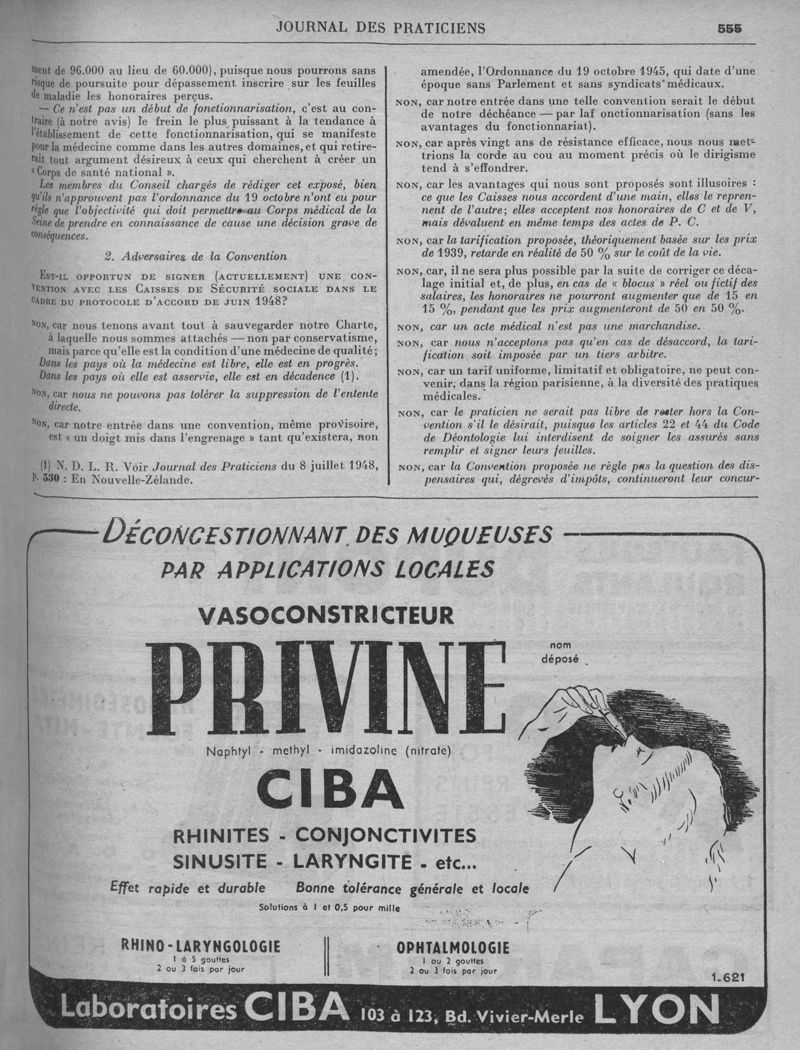 JOURNAL DES PRATICIENS
555
ment de 96.000 au lieu de 60.000), puisque nous pourrons sans
risque de poursuite pour dépassement inscrire sur les feuilles
de maladie les honoraires perçus.
— Ce n'est pas un début de fonctionnarisation, c'est au con-
traire (à notre avis) le frein le plus puissant à la tendance à
l'établissement de cette fonctionnarisation, qui se manifeste
pour la médecine comme dans les autres domaines, et qui retire-
rait tout argument désireux à ceux qui cherchent à créer un
« Corps de santé national ».
Les membres du Conseil chargés de rédiger cet exposé, bien
qu'ils n'approuvent pas l'ordonnance du 19 octobre n'ont eu pour
règle que l'objectivité qui doit permettre au Corps médical de la
Seine de prendre en connaissance de cause une décision grave de
conséquences.
2. Adversaires de la Convention
EST-IL OPPORTUN DE SIGNER (ACTUELLEMENT) UNE CON-
VENTION AVEC LES CAISSES DE SÉCURITÉ SOCIALE DANS LE
CADRE DU PROTOCOLE D'ACCORD DE JUIN 1948?
NON, car nous tenons avant tout à sauvegarder notre Charte,
à laquelle nous sommes attachés — non par conservatisme,
mais parce qu'elle est la condition d'une médecine de qualité;
Dans les pays où la médecine est libre, elle est en progrès.
Dans les pays où elle est asservie, elle est en décadence (1).
NON, car nous ne pouvons pas tolérer la suppression de l'entente
directe.
NON, car notre entrée dans une convention, même provisoire,
est « un doigt mis dans l'engrenage » tant qu'existera, non
(1) N. D. L. R. Voir Journal des Praticiens du 8 juillet 1948,
p. 530 : En Nouvelle-Zélande.
amendée, l'Ordonnance du 19 octobre 1945, qui date d'une
époque sans Parlement et sans syndicats médicaux.
NON, car notre entrée dans une telle convention serait le début
de notre déchéance — par laf onctionnarisation (sans les
avantages du fonctionnariat).
NON, car après vingt ans de résistance efficace, nous nous met-
trions la corde au cou au moment précis où le dirigisme
tend à s'effondrer.
NON, car les avantages qui nous sont proposés sont illusoires :
ce que les Caisses nous accordent d'une main, elles le repren-
nent de l'autre; elles acceptent nos honoraires de C et de V,
mais dévaluent en même temps des actes de P. C.
NON, car la tarification proposée, théoriquement basée sur les prix
de 1939, retarde en réalité de 50 % sur le coût de la vie.
NON, car, il ne sera plus possible par la suite de corriger ce déca-
lage initial et, de plus, en cas de « blocus » réel ou fictif des
salaires, les honoraires ne pourront augmenter que de 15 en
15 %, pendant que les prix augmenteront de 50 en 50 %.
NON, car un acte médical n'est pas une marchandise.
NON, car nous n'acceptons pas qu'en cas de désaccord, la tari-
fication soit imposée par un tiers arbitre.
NON, car un tarif uniforme, limitatif et obligatoire, ne peut con-
venir, dans la région parisienne, à la diversité des pratiques
médicales.
NON, car le praticien ne serait pas libre de rester hors la Con-
vention s'il le désirait, puisque les articles 22 et 44 du Code
de Déontologie lui interdisent de soigner les assurés sans
remplir et signer leurs feuilles.
NON, car la Convention proposée ne règle pas la question des dis-
pensaires qui, dégrevés d'impôts, continueront leur concur-
DÉCONGESTIONNANT DES MUQUEUSES
PAR APPLICATIONS LOCALES
VASOCONSTRICTEUR
PRIVINE
nom
déposé
Naphtyl - methyl - imidazoline (nitrate)
CIBA
RHINITES - CONJONCTIVITES
SINUSITE - LARYNGITE - etc...
Effet rapide et durable Bonne tolérance générale et locale
Solutions à 1 et 0,5 pour mille
RHINO-LARYNGOLOGIE
1 à 5 gouttes
2 ou 3 fois par jour
OPHTALMOLOGIE
1 ou 2 gouttes
2 ou 3 fois par jour
1-621
Laboratoires CIBA 103 à 123, Bd. Vivier-Merle LYON